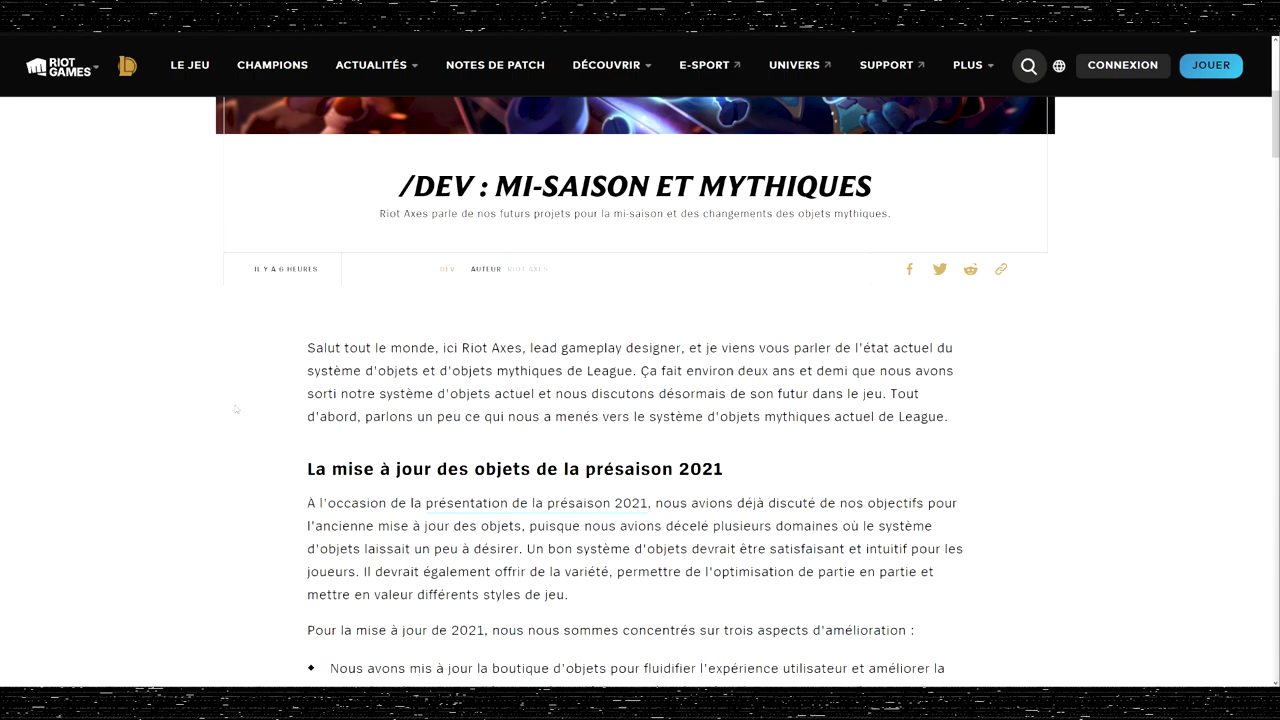 RIOT GAMES
LE JEU CHAMPIONS ACTUALITÉS NOTES DE PATCH DÉCOUVRIR E-SPORT UNIVERS SUPPORT PLUS CONNEXION JOUER
/DEV : MI-SAISON ET MYTHIQUES
Riot Axes parle de nos futurs projets pour la mi-saison et des changements des objets mythiques.
IL Y A 6 HEURES DEV AUTEUR RIOT AXES
Salut tout le monde, ici Riot Axes, lead gameplay designer, et je viens vous parler de l'état actuel du
système d'objets et d'objets mythiques de League. Ça fait environ deux ans et demi que nous avons
sorti notre système d'objets actuel et nous discutons désormais de son futur dans le jeu. Tout
d'abord, parlons un peu ce qui nous a menés vers le système d'objets mythiques actuel de League.
La mise à jour des objets de la présaison 2021
À l'occasion de la présentation de la présaison 2021, nous avions déjà discuté de nos objectifs pour
l'ancienne mise à jour des objets, puisque nous avions décelé plusieurs domaines où le système
d'objets laissait un peu à désirer. Un bon système d'objets devrait être satisfaisant et intuitif pour les
joueurs. Il devrait également offrir de la variété, permettre de l'optimisation de partie en partie et
mettre en valeur différents styles de jeu.
Pour la mise à jour de 2021, nous nous sommes concentrés sur trois aspects d'amélioration :
Nous avons mis à jour la boutique d'objets pour fluidifier l'expérience utilisateur et améliorer la